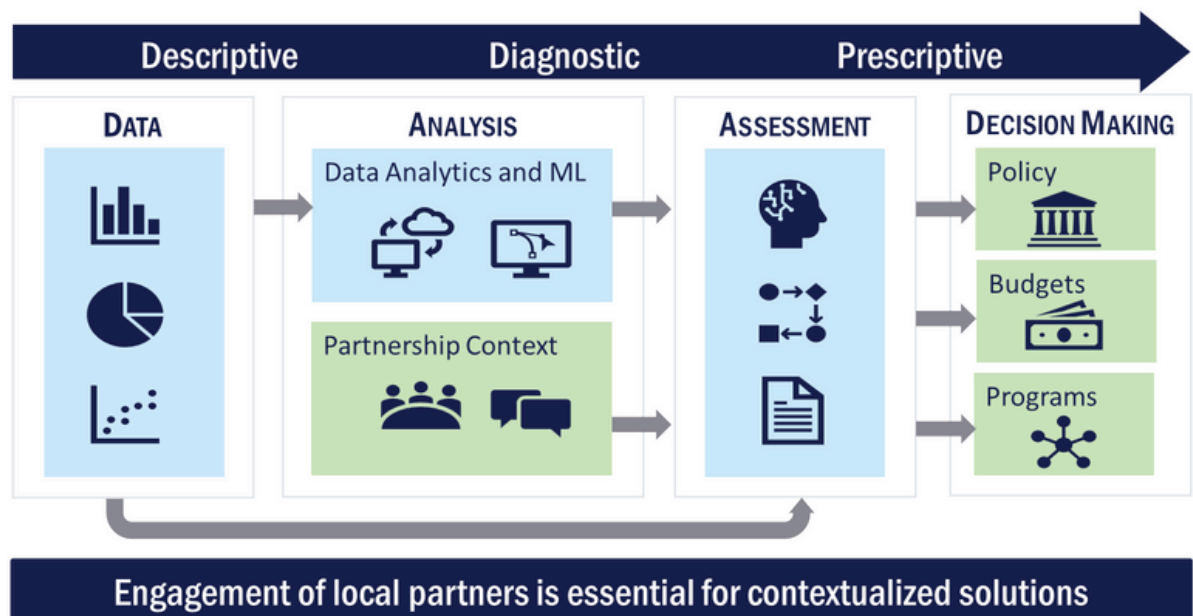 Descriptive Diagnostic Prescriptive
DATA
ANALYSIS
Data Analytics and ML
Partnership Context
ASSESSMENT
DECISION MAKING
Policy
Budgets
Programs
Engagement of local partners is essential for contextualized solutions